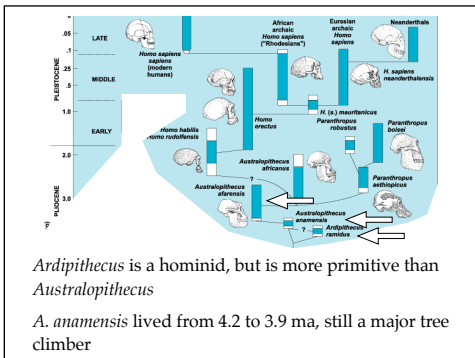 LATE
MIDDLE
EARLY
PLEISTOCENE
PLIOCENE
.05
.1
.5
1.0
2.0
3.0
Homo sapiens
sapiens
(modern
humans)
African
archaic
Homo sapiens
("Rhodesians")
Eurasian
archaic
Homo
sapiens
Neanderthals
H. sapiens
neanderthalensis
Homo
erectus
H. (s.) mauritanicus
Homo habilis
Homo rudolfensis
Paranthropus
robustus
Paranthropus
boisei
Australopithecus
africanus
?
Australopithecus
afarensis
Paranthropus
aethiopicus
Australopithecus
anamensis
?
Ardipithecus
ramidus
Ardipithecus is a hominid, but is more primitive than
Australopithecus
A. anamensis lived from 4.2 to 3.9 ma, still a major tree
climber